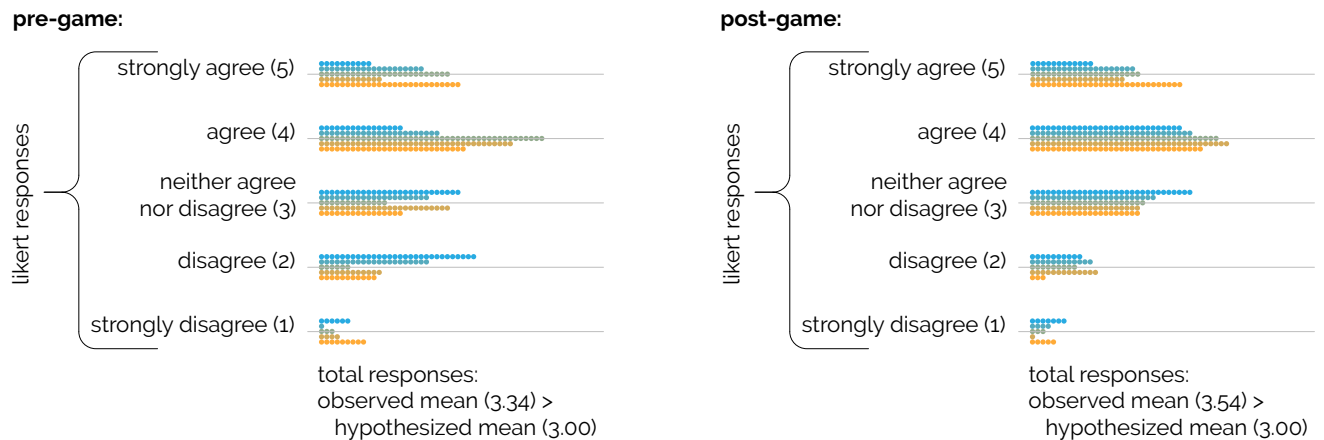 pre-game:
likert responses
strongly agree (5)
agree (4)
neither agree
nor disagree (3)
disagree (2)
strongly disagree (1)
total responses:
observed mean (3.34) >
hypothesized mean (3.00)
post-game:
likert responses
strongly agree (5)
agree (4)
neither agree
nor disagree (3)
disagree (2)
strongly disagree (1)
total responses:
observed mean (3.54) >
hypothesized mean (3.00)